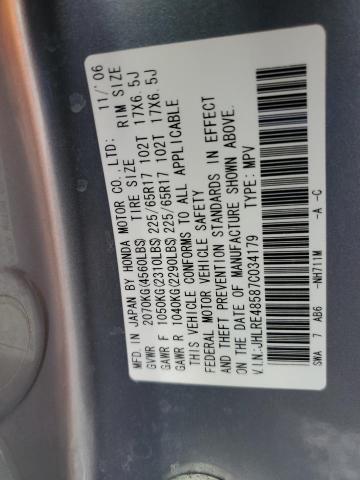 MFD. IN JAPAN BY HONDA MOTOR CO.,LTD: 11/'06
TIRE SIZE RIM SIZE
GVWR 2070KG(4560LBS)
GAWR F 1050KG(2310LBS) 225/65R17 102T 17X6.5J
GAWR R 1040KG(2290LBS) 225/65R17 102T 17X6.5J
THIS VEHICLE CONFORMS TO ALL APPLICABLE
FEDERAL MOTOR VEHICLE SAFETY
AND THEFT PREVENTION STANDARDS IN EFFECT
ON THE DATE OF MANUFACTURE SHOWN ABOVE.
V.I.N:JHLRE48587C034179 TYPE: MPV
SWA 7 AB6 -NH711M -A -C